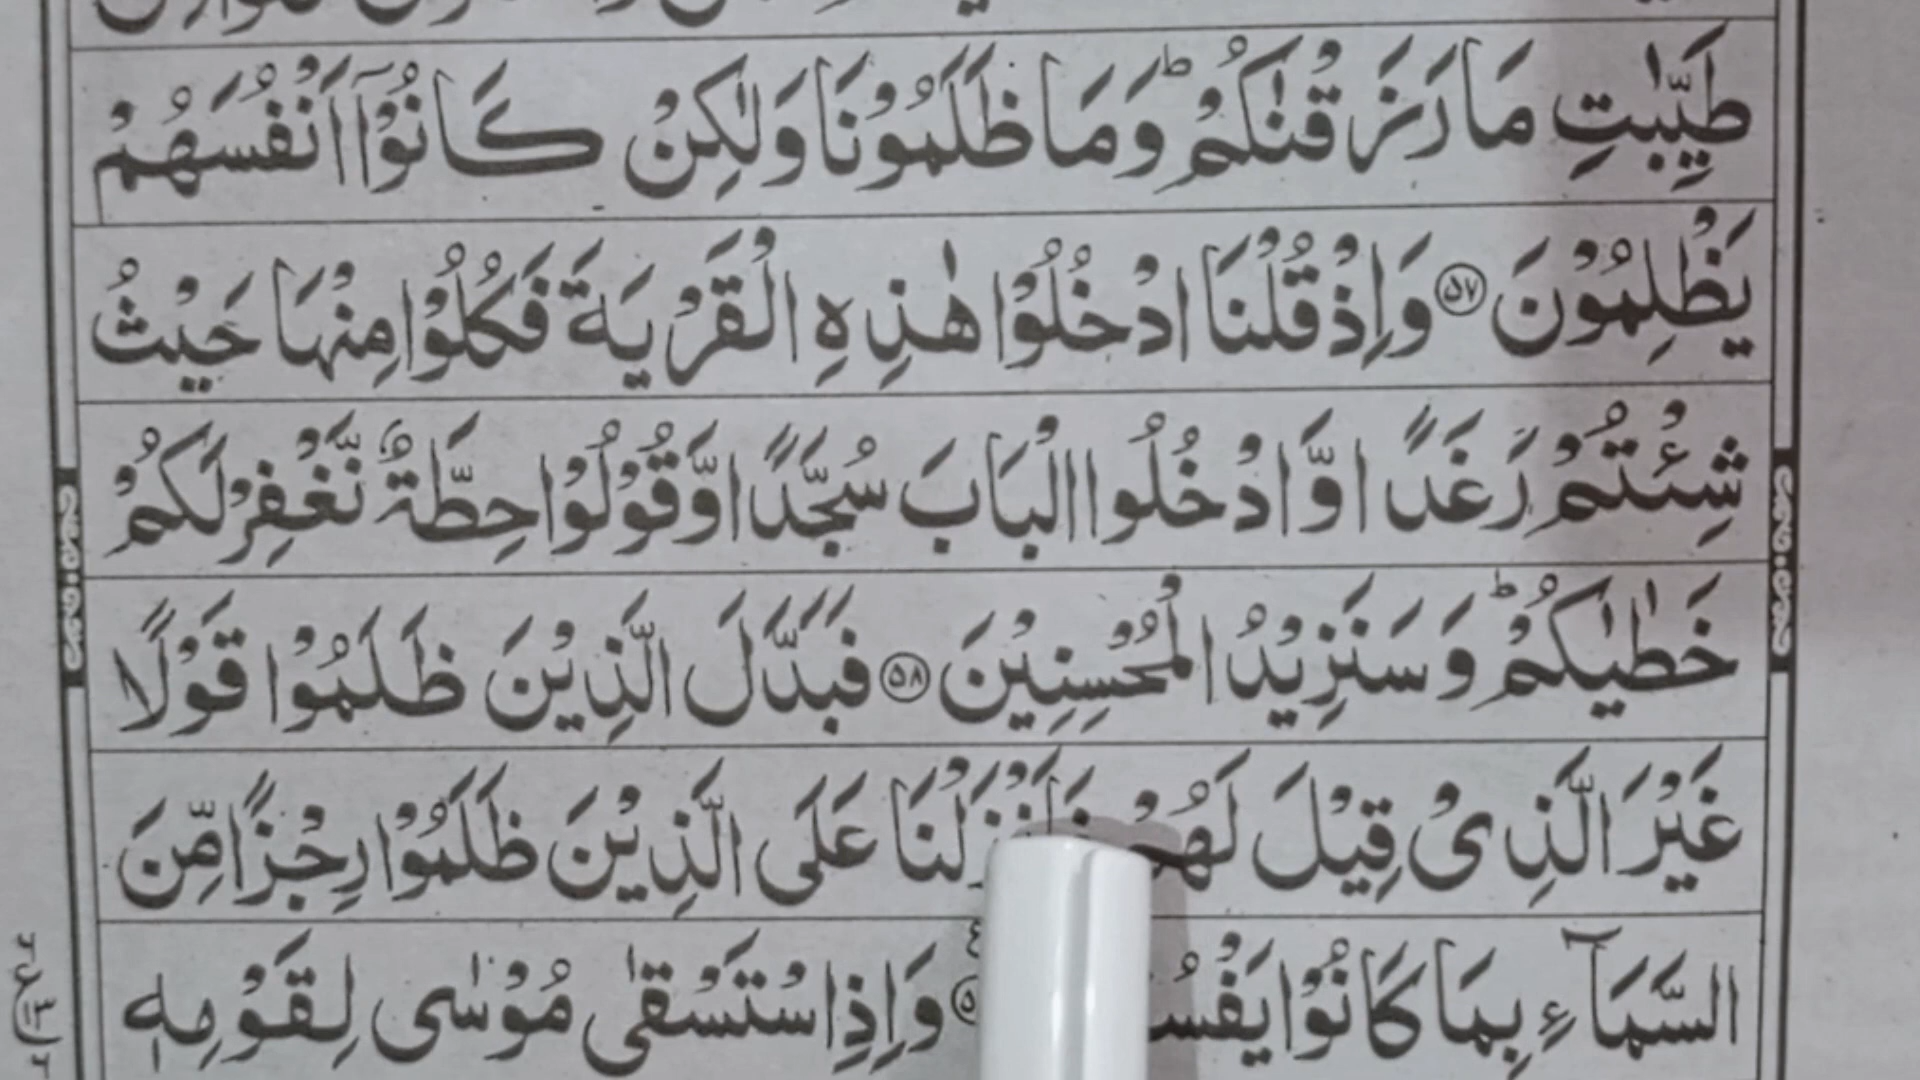 طَيِّبٰتِ مَا رَزَقْنٰكُمْ ؕ وَمَا ظَلَمُوْنَا وَلٰكِنْ كَانُوْۤا اَنْفُسَهُمْ
يَظْلِمُوْنَ ﴿۵۷﴾ وَاِذْ قُلْنَا ادْخُلُوْا هٰذِهِ الْقَرْيَةَ فَكُلُوْا مِنْهَا حَيْثُ
شِئْتُمْ رَغَدًا وَّادْخُلُوا الْبَابَ سُجَّدًا وَّقُوْلُوْا حِطَّةٌ نَّغْفِرْ لَكُمْ
خَطٰيٰكُمْ ؕ وَسَنَزِيْدُ الْمُحْسِنِيْنَ ﴿۵۸﴾ فَبَدَّلَ الَّذِيْنَ ظَلَمُوْا قَوْلًا
غَيْرَ الَّذِىْ قِيْلَ لَهُمْ فَاَنْزَلْنَا عَلَى الَّذِيْنَ ظَلَمُوْا رِجْزًا مِّنَ
السَّمَآءِ بِمَا كَانُوْا وَاِذِ اسْتَسْقٰى مُوْسٰى لِقَوْمِهٖ